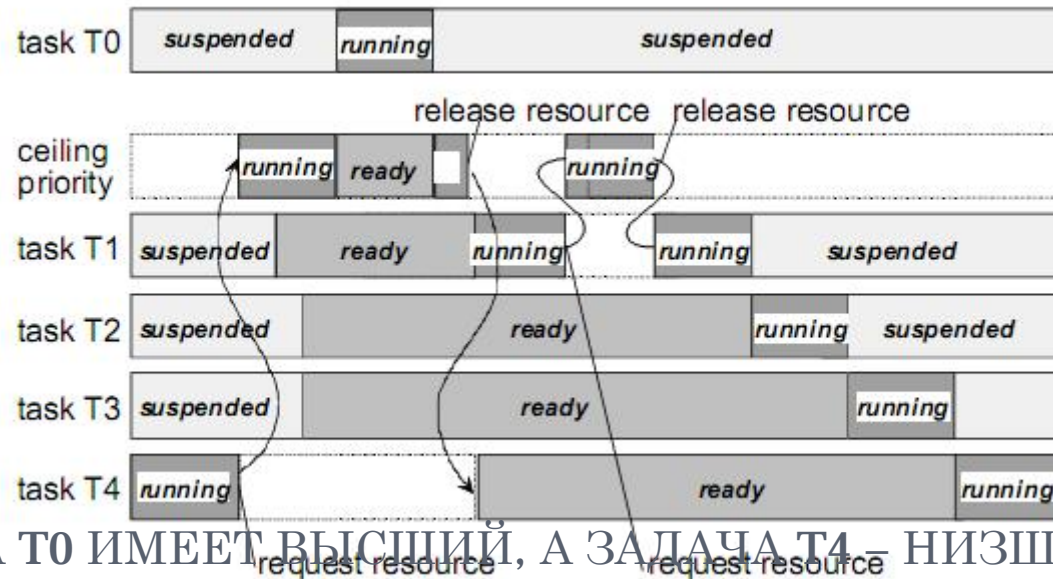 task T0 suspended running suspended
release resource release resource
ceiling priority running ready running
task T1 suspended ready running running suspended
task T2 suspended ready running suspended
task T3 suspended ready running
task T4 running ready running
А Т0 ИМЕЕТ ВЫСШИЙ, А ЗАДАЧА Т4 – НИЗШ
request resource request resource